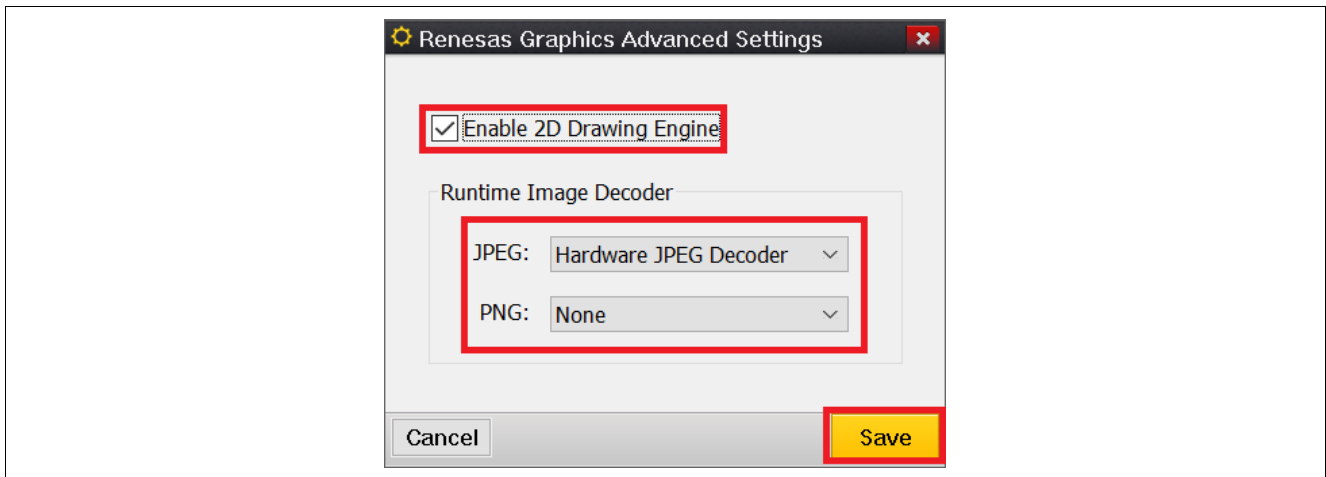 Renesas Graphics Advanced Settings
Enable 2D Drawing Engine
Runtime Image Decoder
JPEG: Hardware JPEG Decoder
PNG: None
Cancel Save